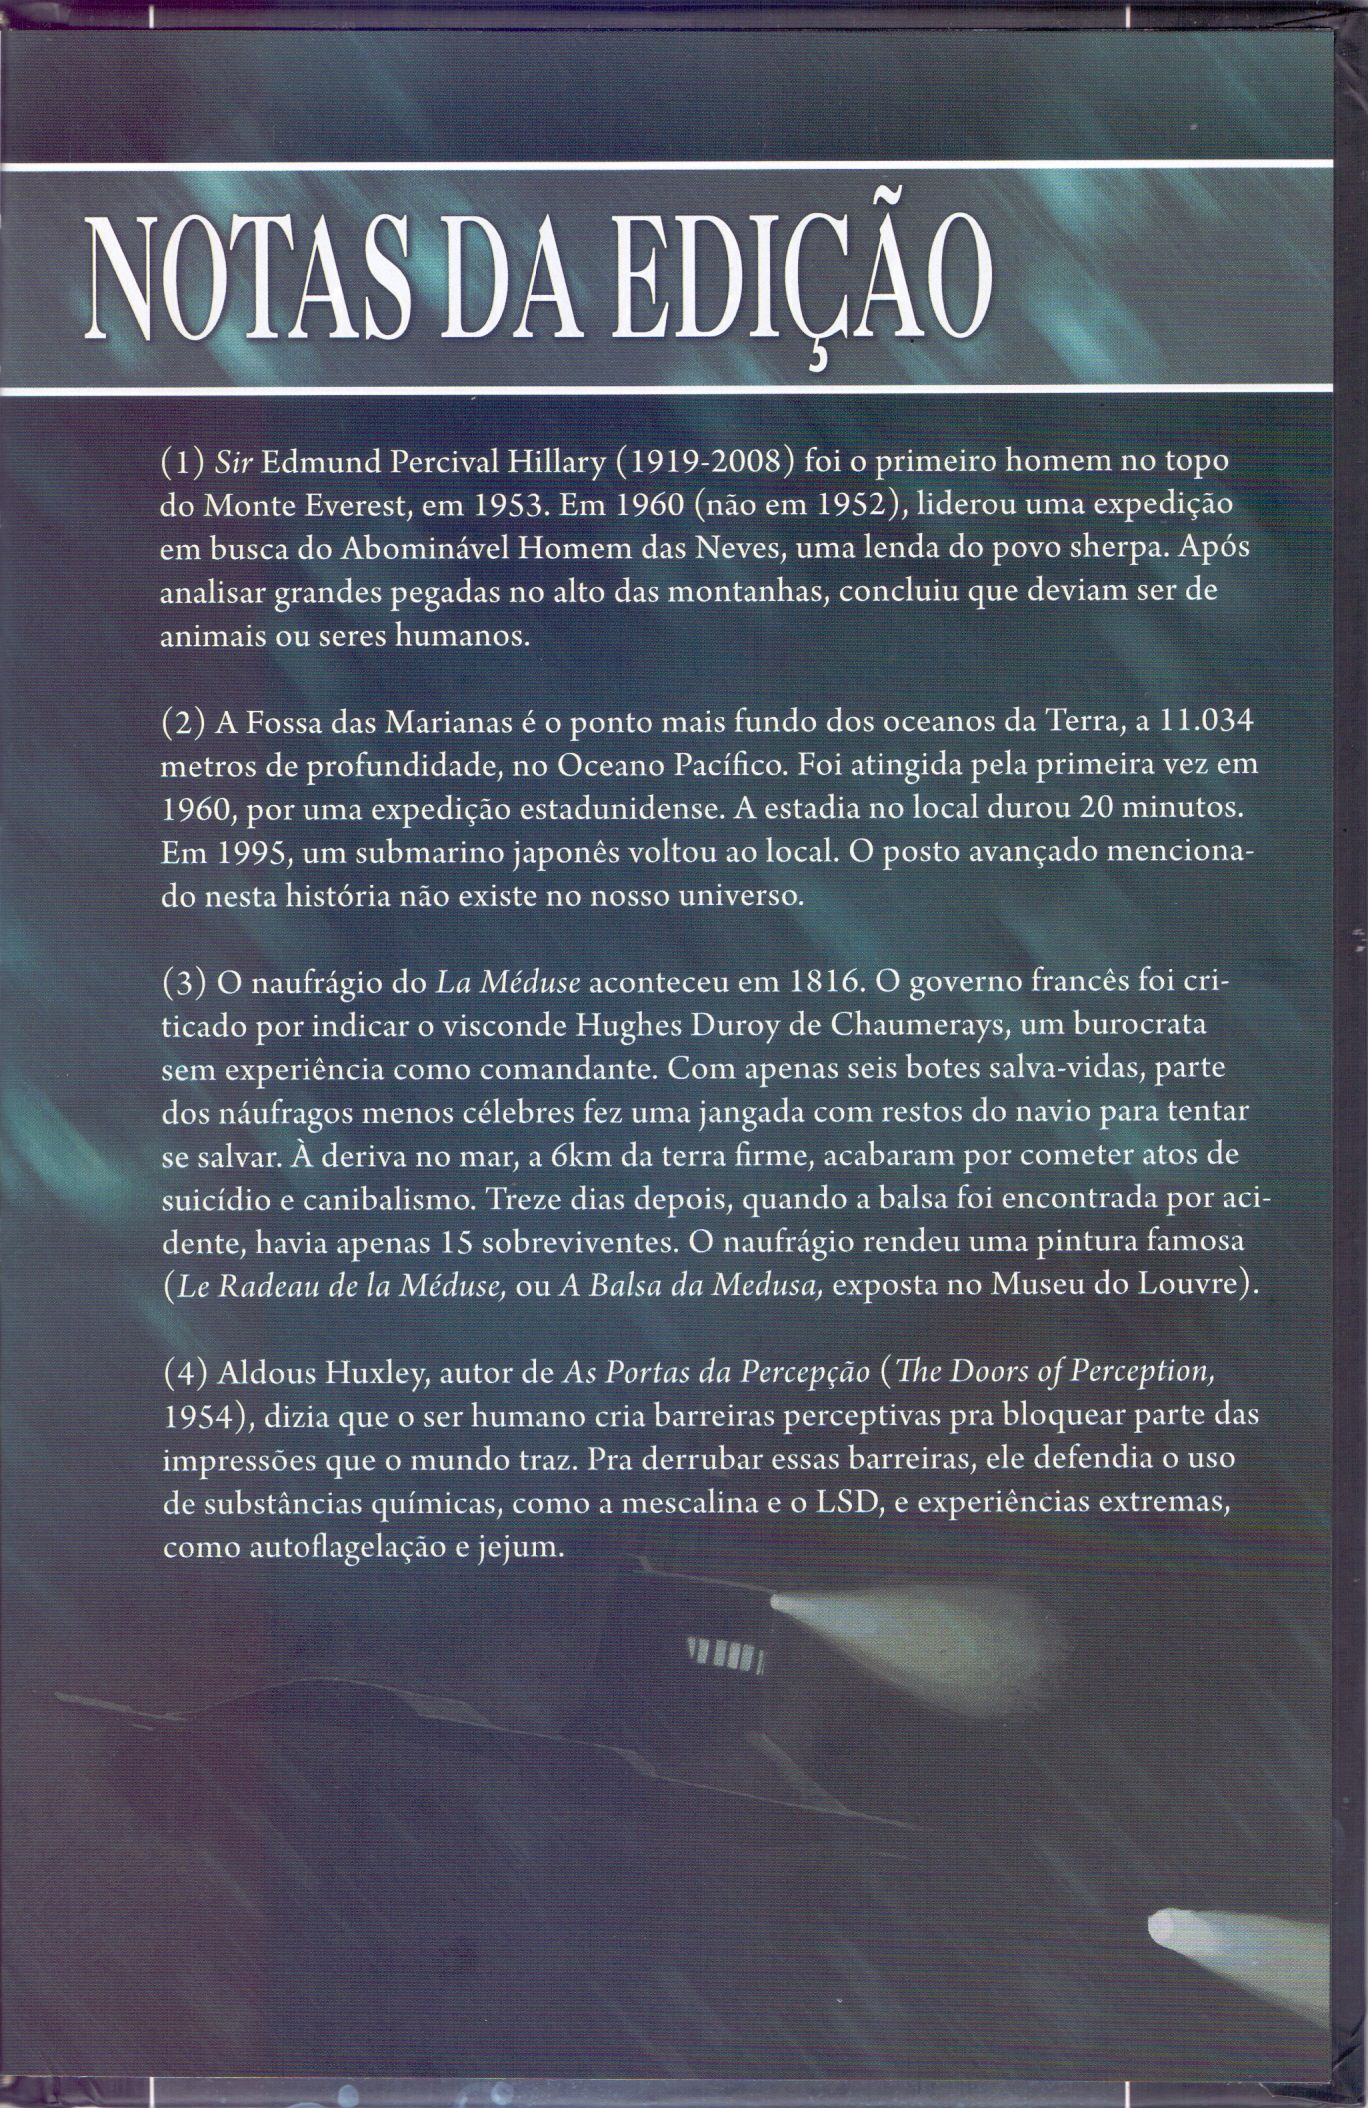 NOTAS DA EDIÇÃO
(1) Sir Edmund Percival Hillary (1919-2008) foi o primeiro homem no topo
do Monte Everest, em 1953. Em 1960 (não em 1952), liderou uma expedição
em busca do Abominável Homem das Neves, uma lenda do povo sherpa. Após
analisar grandes pegadas no alto das montanhas, concluiu que deviam ser de
animais ou seres humanos.
(2) A Fossa das Marianas é o ponto mais fundo dos oceanos da Terra, a 11.034
metros de profundidade, no Oceano Pacífico. Foi atingida pela primeira vez em
1960, por uma expedição estadunidense. A estadia no local durou 20 minutos.
Em 1995, um submarino japonês voltou ao local. O posto avançado menciona-
do nesta história não existe no nosso universo.
(3) O naufrágio do La Méduse aconteceu em 1816. O governo francês foi cri-
ticado por indicar o visconde Hughes Duroy de Chaumerays, um burocrata
sem experiência como comandante. Com apenas seis botes salva-vidas, parte
dos náufragos menos célebres fez uma jangada com restos do navio para tentar
se salvar. À deriva no mar, a 6km da terra firme, acabaram por cometer atos de
suicídio e canibalismo. Treze dias depois, quando a balsa foi encontrada por aci-
dente, havia apenas 15 sobreviventes. O naufrágio rendeu uma pintura famosa
(Le Radeau de la Méduse, ou A Balsa da Medusa, exposta no Museu do Louvre).
(4) Aldous Huxley, autor de As Portas da Percepção (The Doors of Perception,
1954), dizia que o ser humano cria barreiras perceptivas pra bloquear parte das
impressões que o mundo traz. Pra derrubar essas barreiras, ele defendia o uso
de substâncias químicas, como a mescalina e o LSD, e experiências extremas,
como autoflagelação e jejum.